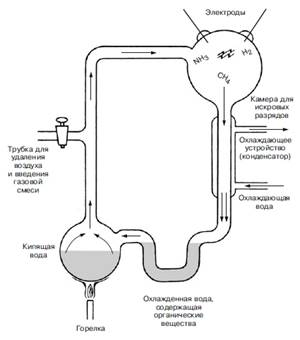 Электроды
NH₃
H₂
CH₄
Камера для
искровых
разрядов
Трубка для
удаления
воздуха
и введения
газовой
смеси
Охлаждающее
устройство
(конденсатор)
Охлаждающая
вода
Кипящая
вода
Охлажденная вода,
содержащая
органические
вещества
Горелка